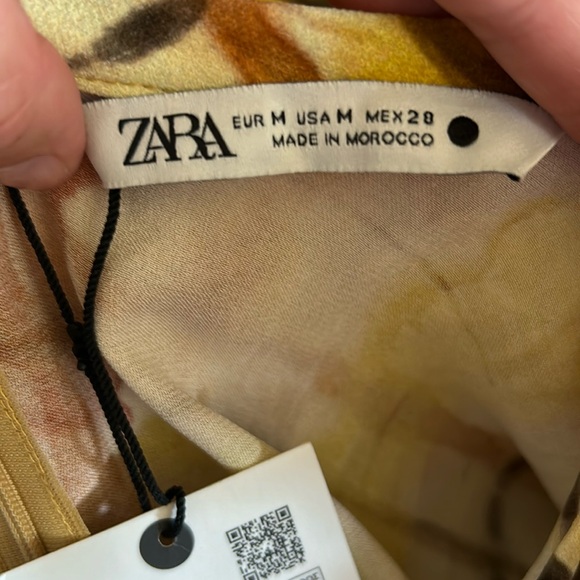 ZARA
EUR M USA M MEX 28
MADE IN MOROCCO